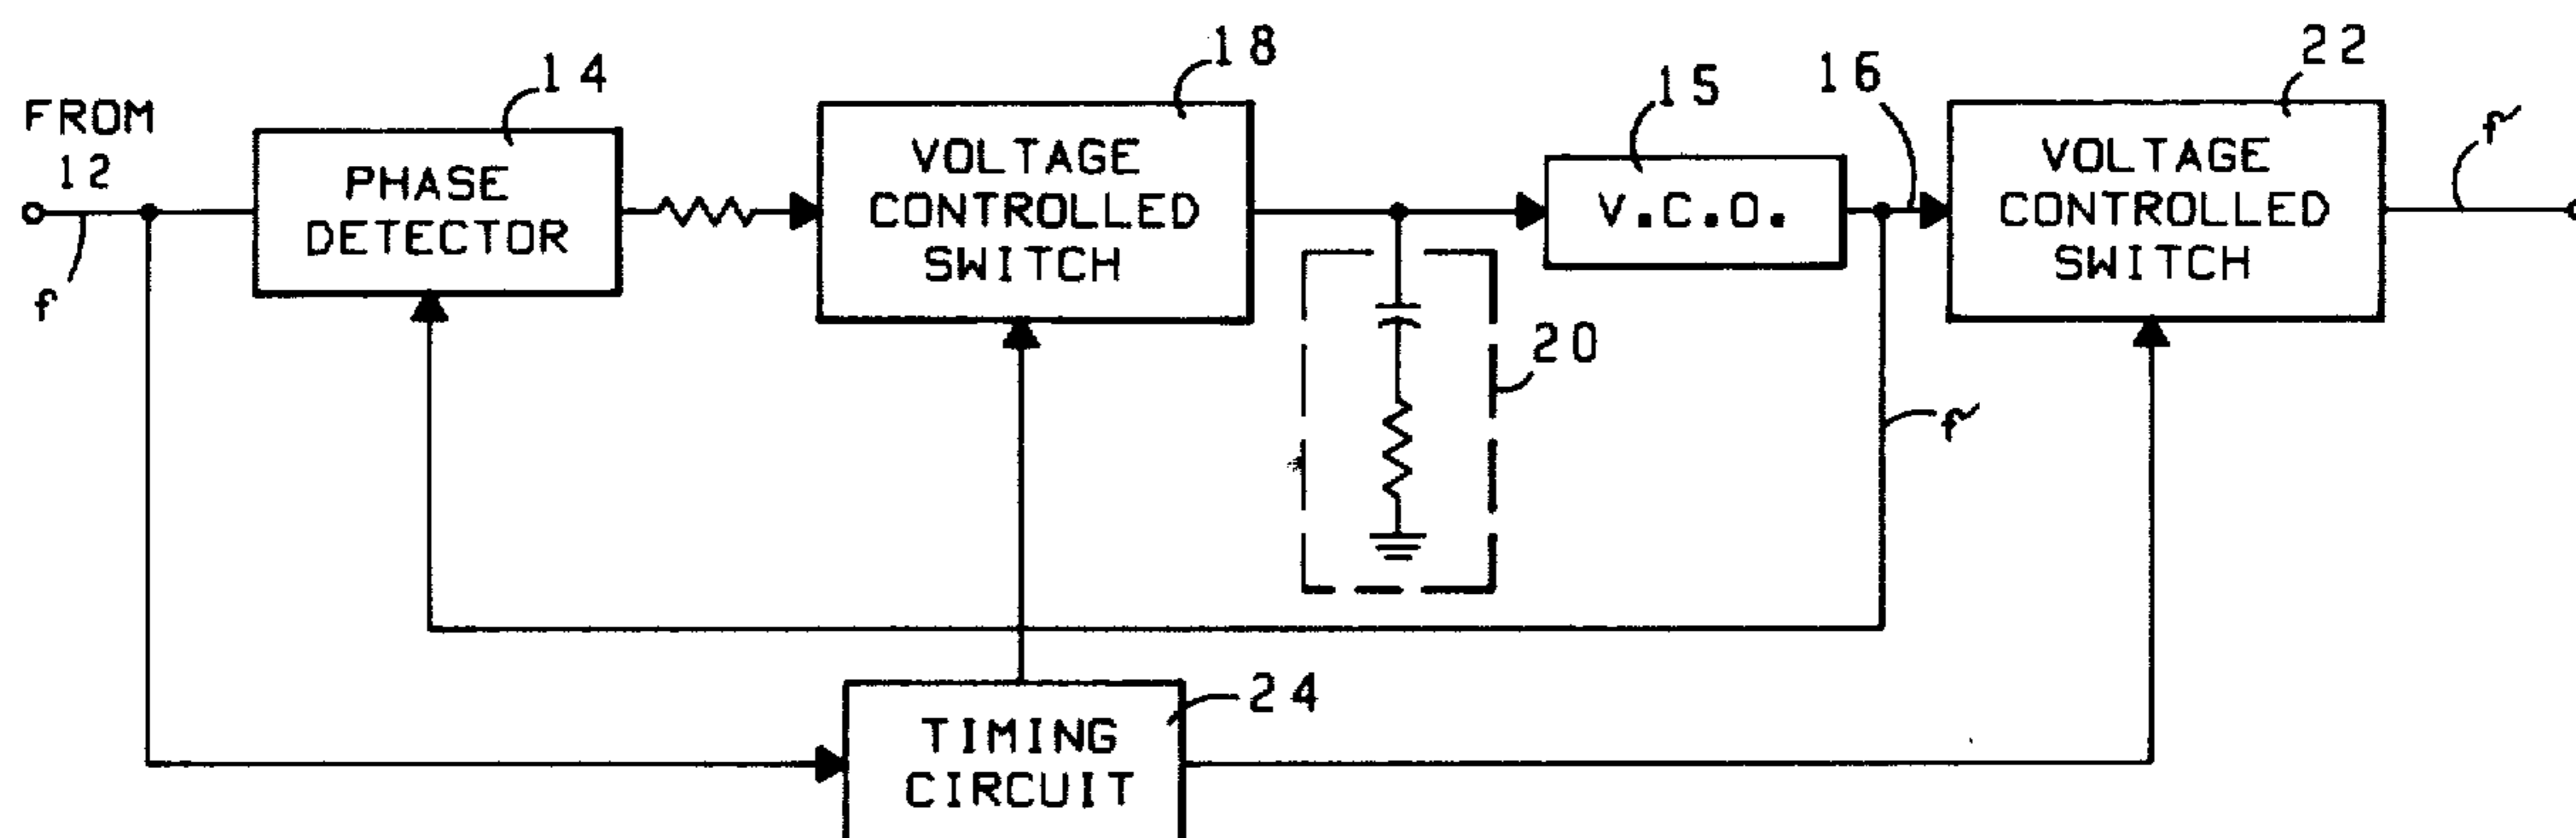 FROM
12
f
14
PHASE
DETECTOR
18
VOLTAGE
CONTROLLED
SWITCH
20
15
V.C.O.
16
f'
22
VOLTAGE
CONTROLLED
SWITCH
f'
24
TIMING
CIRCUIT